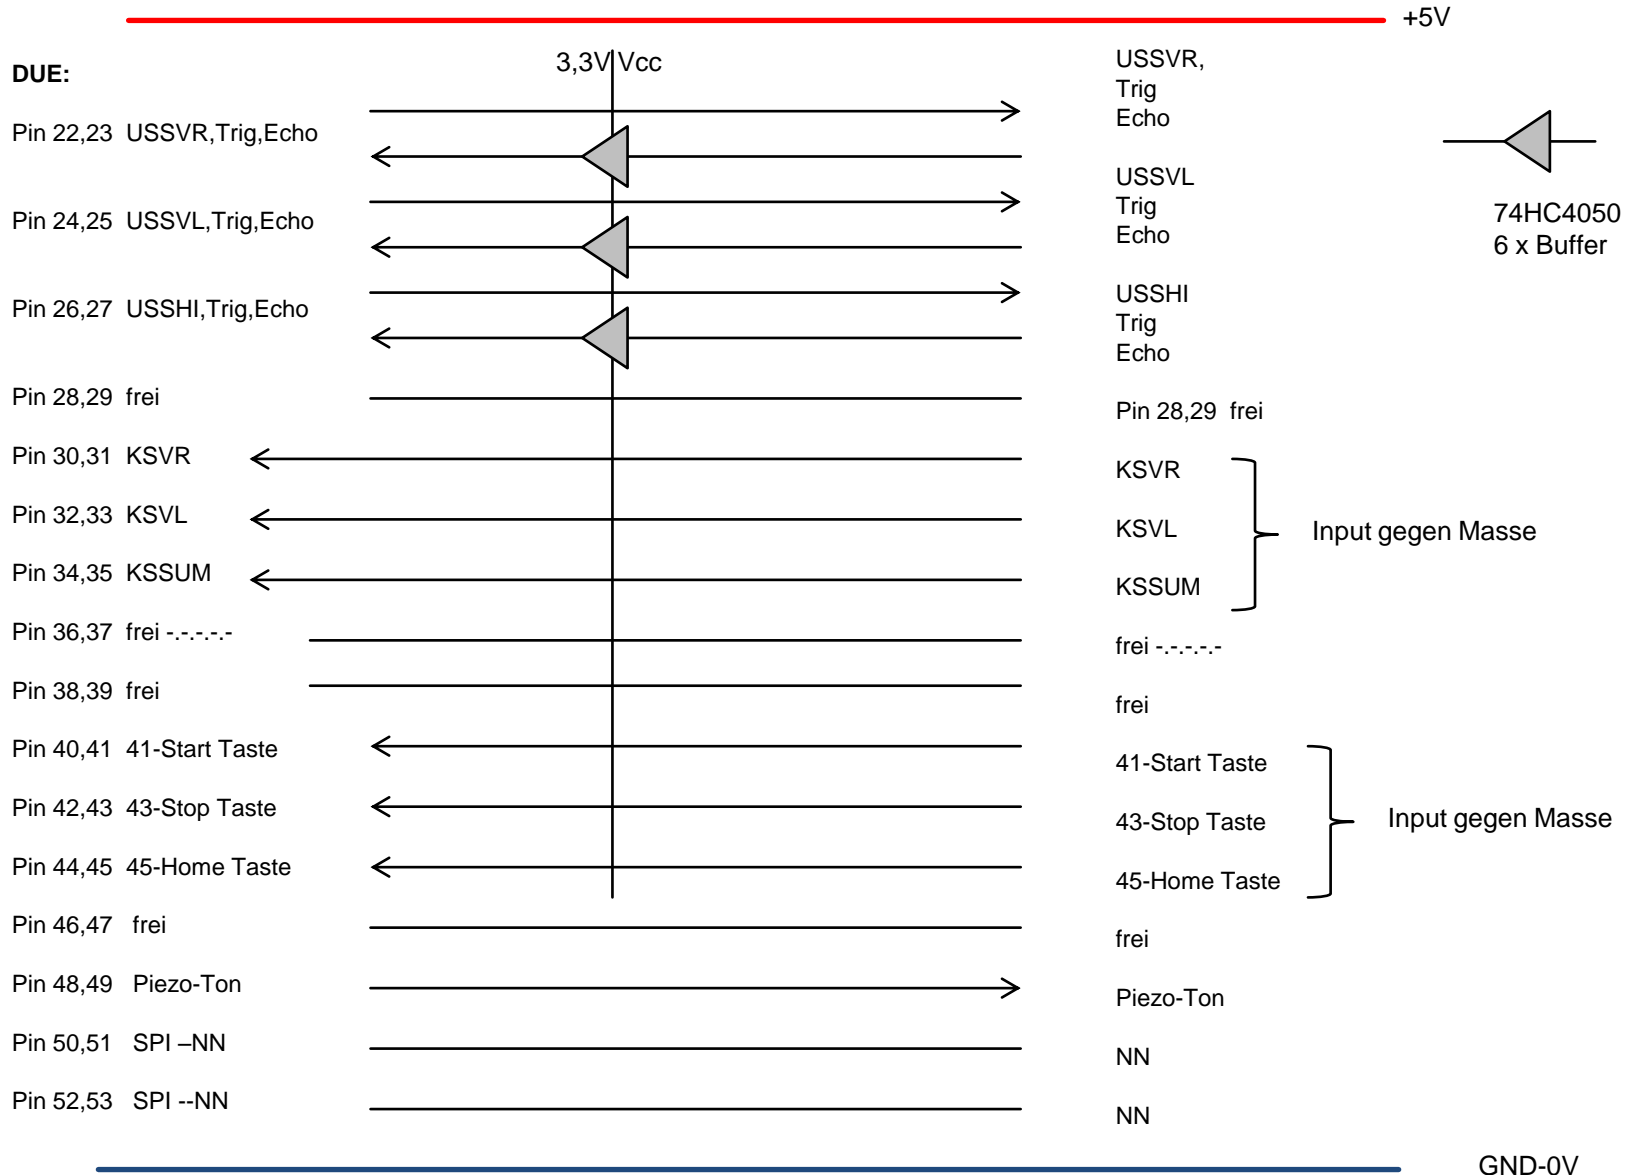 +5V
DUE:
3,3V Vcc
Pin 22,23 USSVR,Trig,Echo
Pin 24,25 USSVL,Trig,Echo
Pin 26,27 USSHI,Trig,Echo
Pin 28,29 frei
Pin 30,31 KSVR
Pin 32,33 KSVL
Pin 34,35 KSSUM
Pin 36,37 frei -.-.-.-.-
Pin 38,39 frei
Pin 40,41 41-Start Taste
Pin 42,43 43-Stop Taste
Pin 44,45 45-Home Taste
Pin 46,47 frei
Pin 48,49 Piezo-Ton
Pin 50,51 SPI –NN
Pin 52,53 SPI --NN
USSVR,
Trig
Echo
USSVL
Trig
Echo
USSHI
Trig
Echo
Pin 28,29 frei
KSVR
KSVL
KSSUM
frei -.-.-.-.-
frei
41-Start Taste
43-Stop Taste
45-Home Taste
frei
Piezo-Ton
NN
NN
74HC4050
6 x Buffer
Input gegen Masse
Input gegen Masse
GND-0V